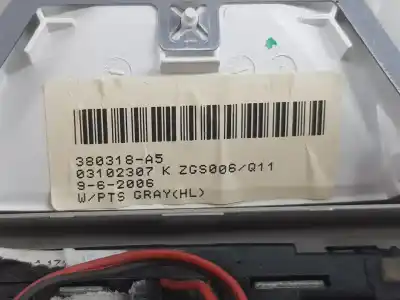 380318-A5
03102307 K ZGS006/Q11
9-6-2006
W/PTS GRAY(HL)